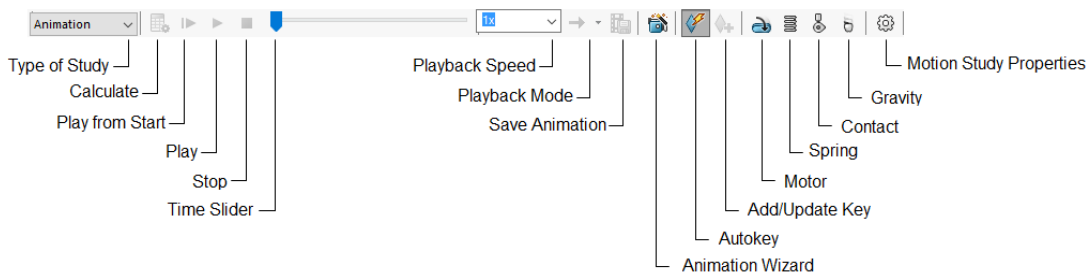 Animation
1x
Type of Study
Playback Speed
Motion Study Properties
Calculate
Playback Mode
Gravity
Play from Start
Save Animation
Contact
Play
Spring
Stop
Motor
Time Slider
Add/Update Key
Autokey
Animation Wizard